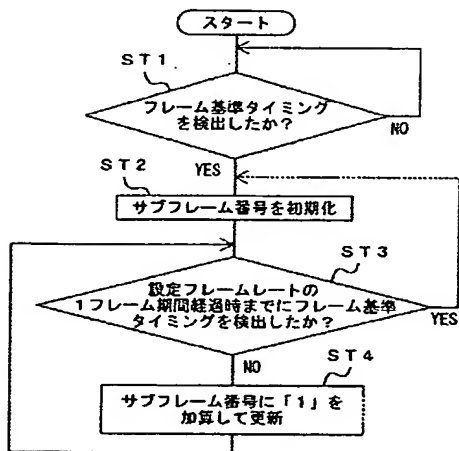 スタート
ST1
フレーム基準タイミング
を検出したか?
NO
YES
ST2
サブフレーム番号を初期化
ST3
設定フレームレートの
1フレーム期間経過時までにフレーム基準
タイミングを検出したか?
YES
NO
ST4
サブフレーム番号に「1」を
加算して更新